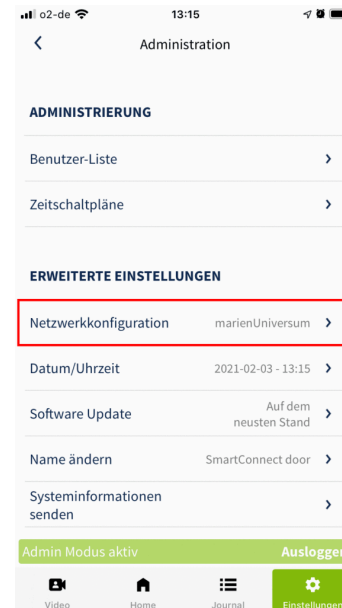 o2-de 13:15
Administration
ADMINISTRIERUNG
Benutzer-Liste
Zeitschaltpläne
ERWEITERTE EINSTELLUNGEN
Netzwerkkonfiguration marienUniversum
Datum/Uhrzeit 2021-02-03 - 13:15
Software Update Auf dem
neusten Stand
Name ändern SmartConnect door
Systeminformationen
senden
Admin Modus aktiv Auslogge
Video Home Journal Einstellungen